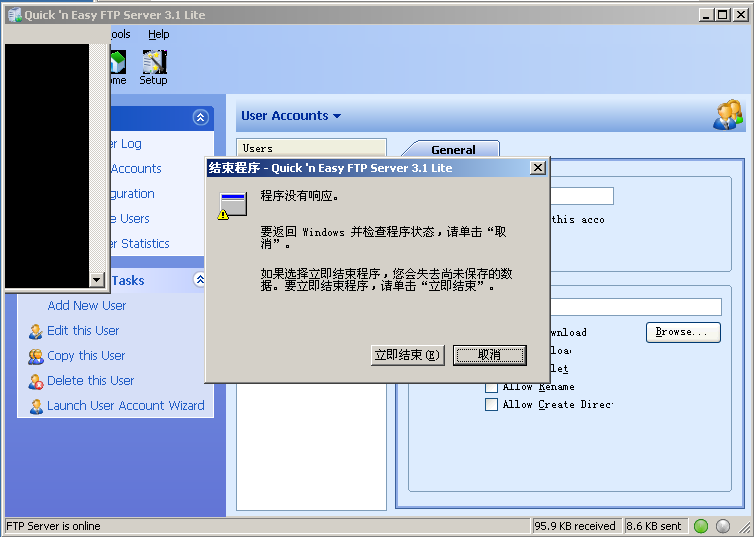 Quick 'n Easy FTP Server 3.1 Lite
ools Help
ome Setup
User Accounts
er Log
Accounts
guration
e Users
er Statistics
Tasks
Add New User
Edit this User
Copy this User
Delete this User
Launch User Account Wizard
Users
General
this acco
wnload
Browse...
loa
let
Allow Rename
Allow Create Direc
结束程序 - Quick 'n Easy FTP Server 3.1 Lite
程序没有响应。
要返回 Windows 并检查程序状态，请单击“取
消”。
如果选择立即结束程序，您会失去尚未保存的数
据。要立即结束程序，请单击“立即结束”。
立即结束(E) 取消
FTP Server is online 95.9 KB received 8.6 KB sent